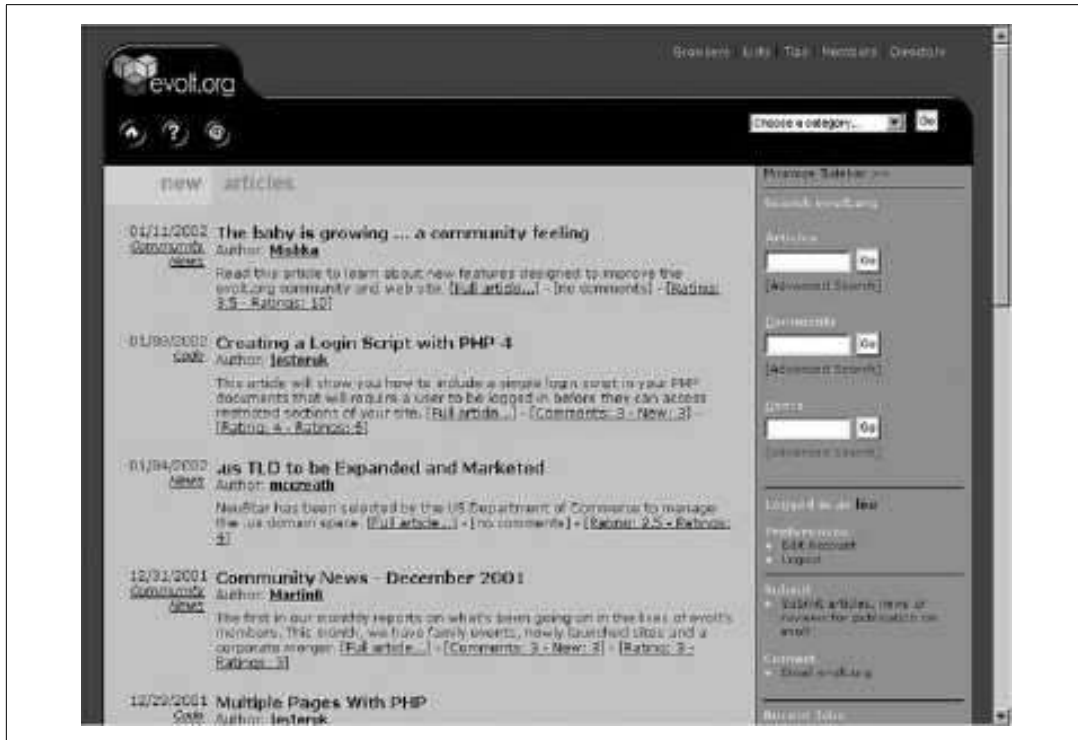 Browsers Lists Tips Members Directory
evolt.org
Choose a category... Go
new articles
01/11/2002 The baby is growing ... a community feeling
Community Author: Mishka
News
Read this article to learn about new features designed to improve the
evolt.org community and web site. [Full article...] - [no comments] - [Rating:
3.5 - Ratings: 10]
Creating a Login Script with PHP 4
Code Author: jesteruk
This article will show you how to include a simple login script in your PHP
documents that will require a user to be logged in before they can access
restricted sections of your site. [Full article...] - [Comments: 3 - New: 3] -
[Rating: 4 - Ratings: 6]
01/04/2002 .us TLD to be Expanded and Marketed
News Author: mccreath
NeuStar has been selected by the US Department of Commerce to manage
the .us domain space. [Full article...] - [no comments] - [Rating: 2.5 - Ratings:
4]
12/31/2001 Community News - December 2001
Community Author: MartinB
News
The first in our monthly reports on what's been going on in the lives of evolt's
members. This month, we have family events, newly launched sites and a
corporate merger. [Full article...] - [Comments: 3 - New: 3] - [Rating: 3 -
Ratings: 3]
12/29/2001 Multiple Pages With PHP
Code Author: jesteruk
Sidebar >>
Search evolt.org
Articles
Go
[Advanced Search]
Comments
Go
[Advanced Search]
Users
Go
[Advanced Search]
Logged in as
Preferences
Edit Account
Logout
Submit
Submit articles, news or
reviews for publication on
evolt
Connect
Email evolt.org
Recent Jobs